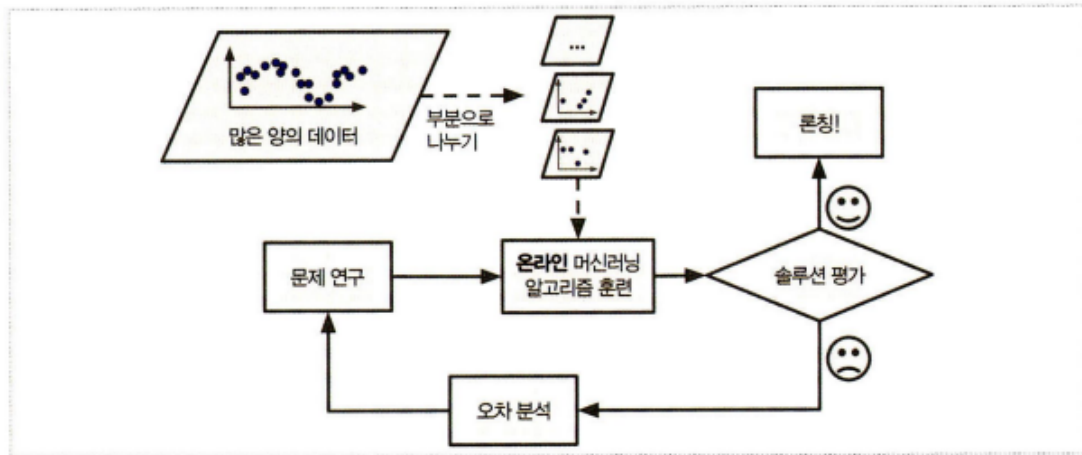 많은 양의 데이터
부분으로
나누기
...
론칭!
문제 연구
온라인 머신러닝
알고리즘 훈련
솔루션 평가
오차 분석